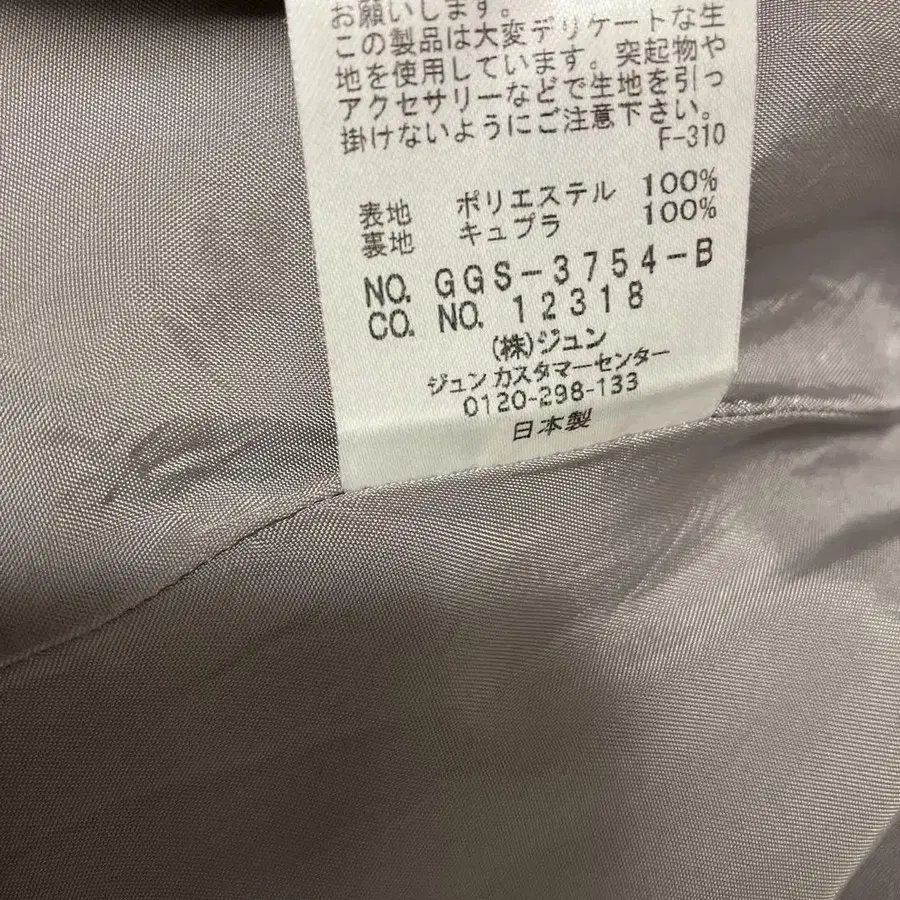 お願いします。
この製品は大変デリケートな生
地を使用しています。突起物や
アクセサリーなどで生地を引っ
掛けないようにご注意下さい。
F-310
表地 ポリエステル 100%
裏地 キュプラ 100%
NO. GGS-3754-B
CO. NO. 12318
(株)ジュン
ジュンカスタマーセンター
0120-298-133
日本製